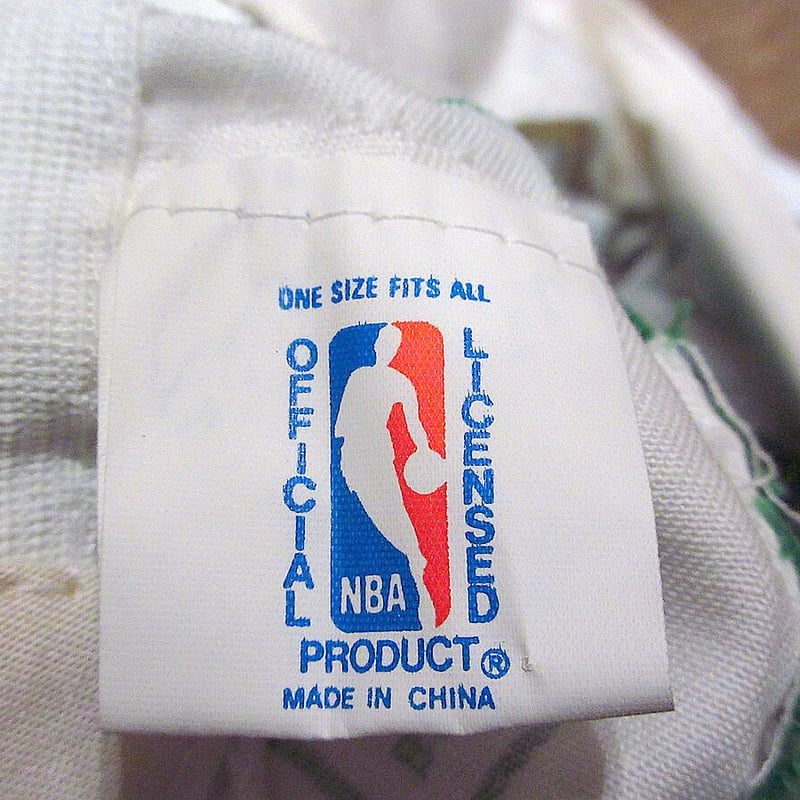 ONE SIZE FITS ALL
OFFICIAL
LICENSED
NBA
PRODUCT®
MADE IN CHINA